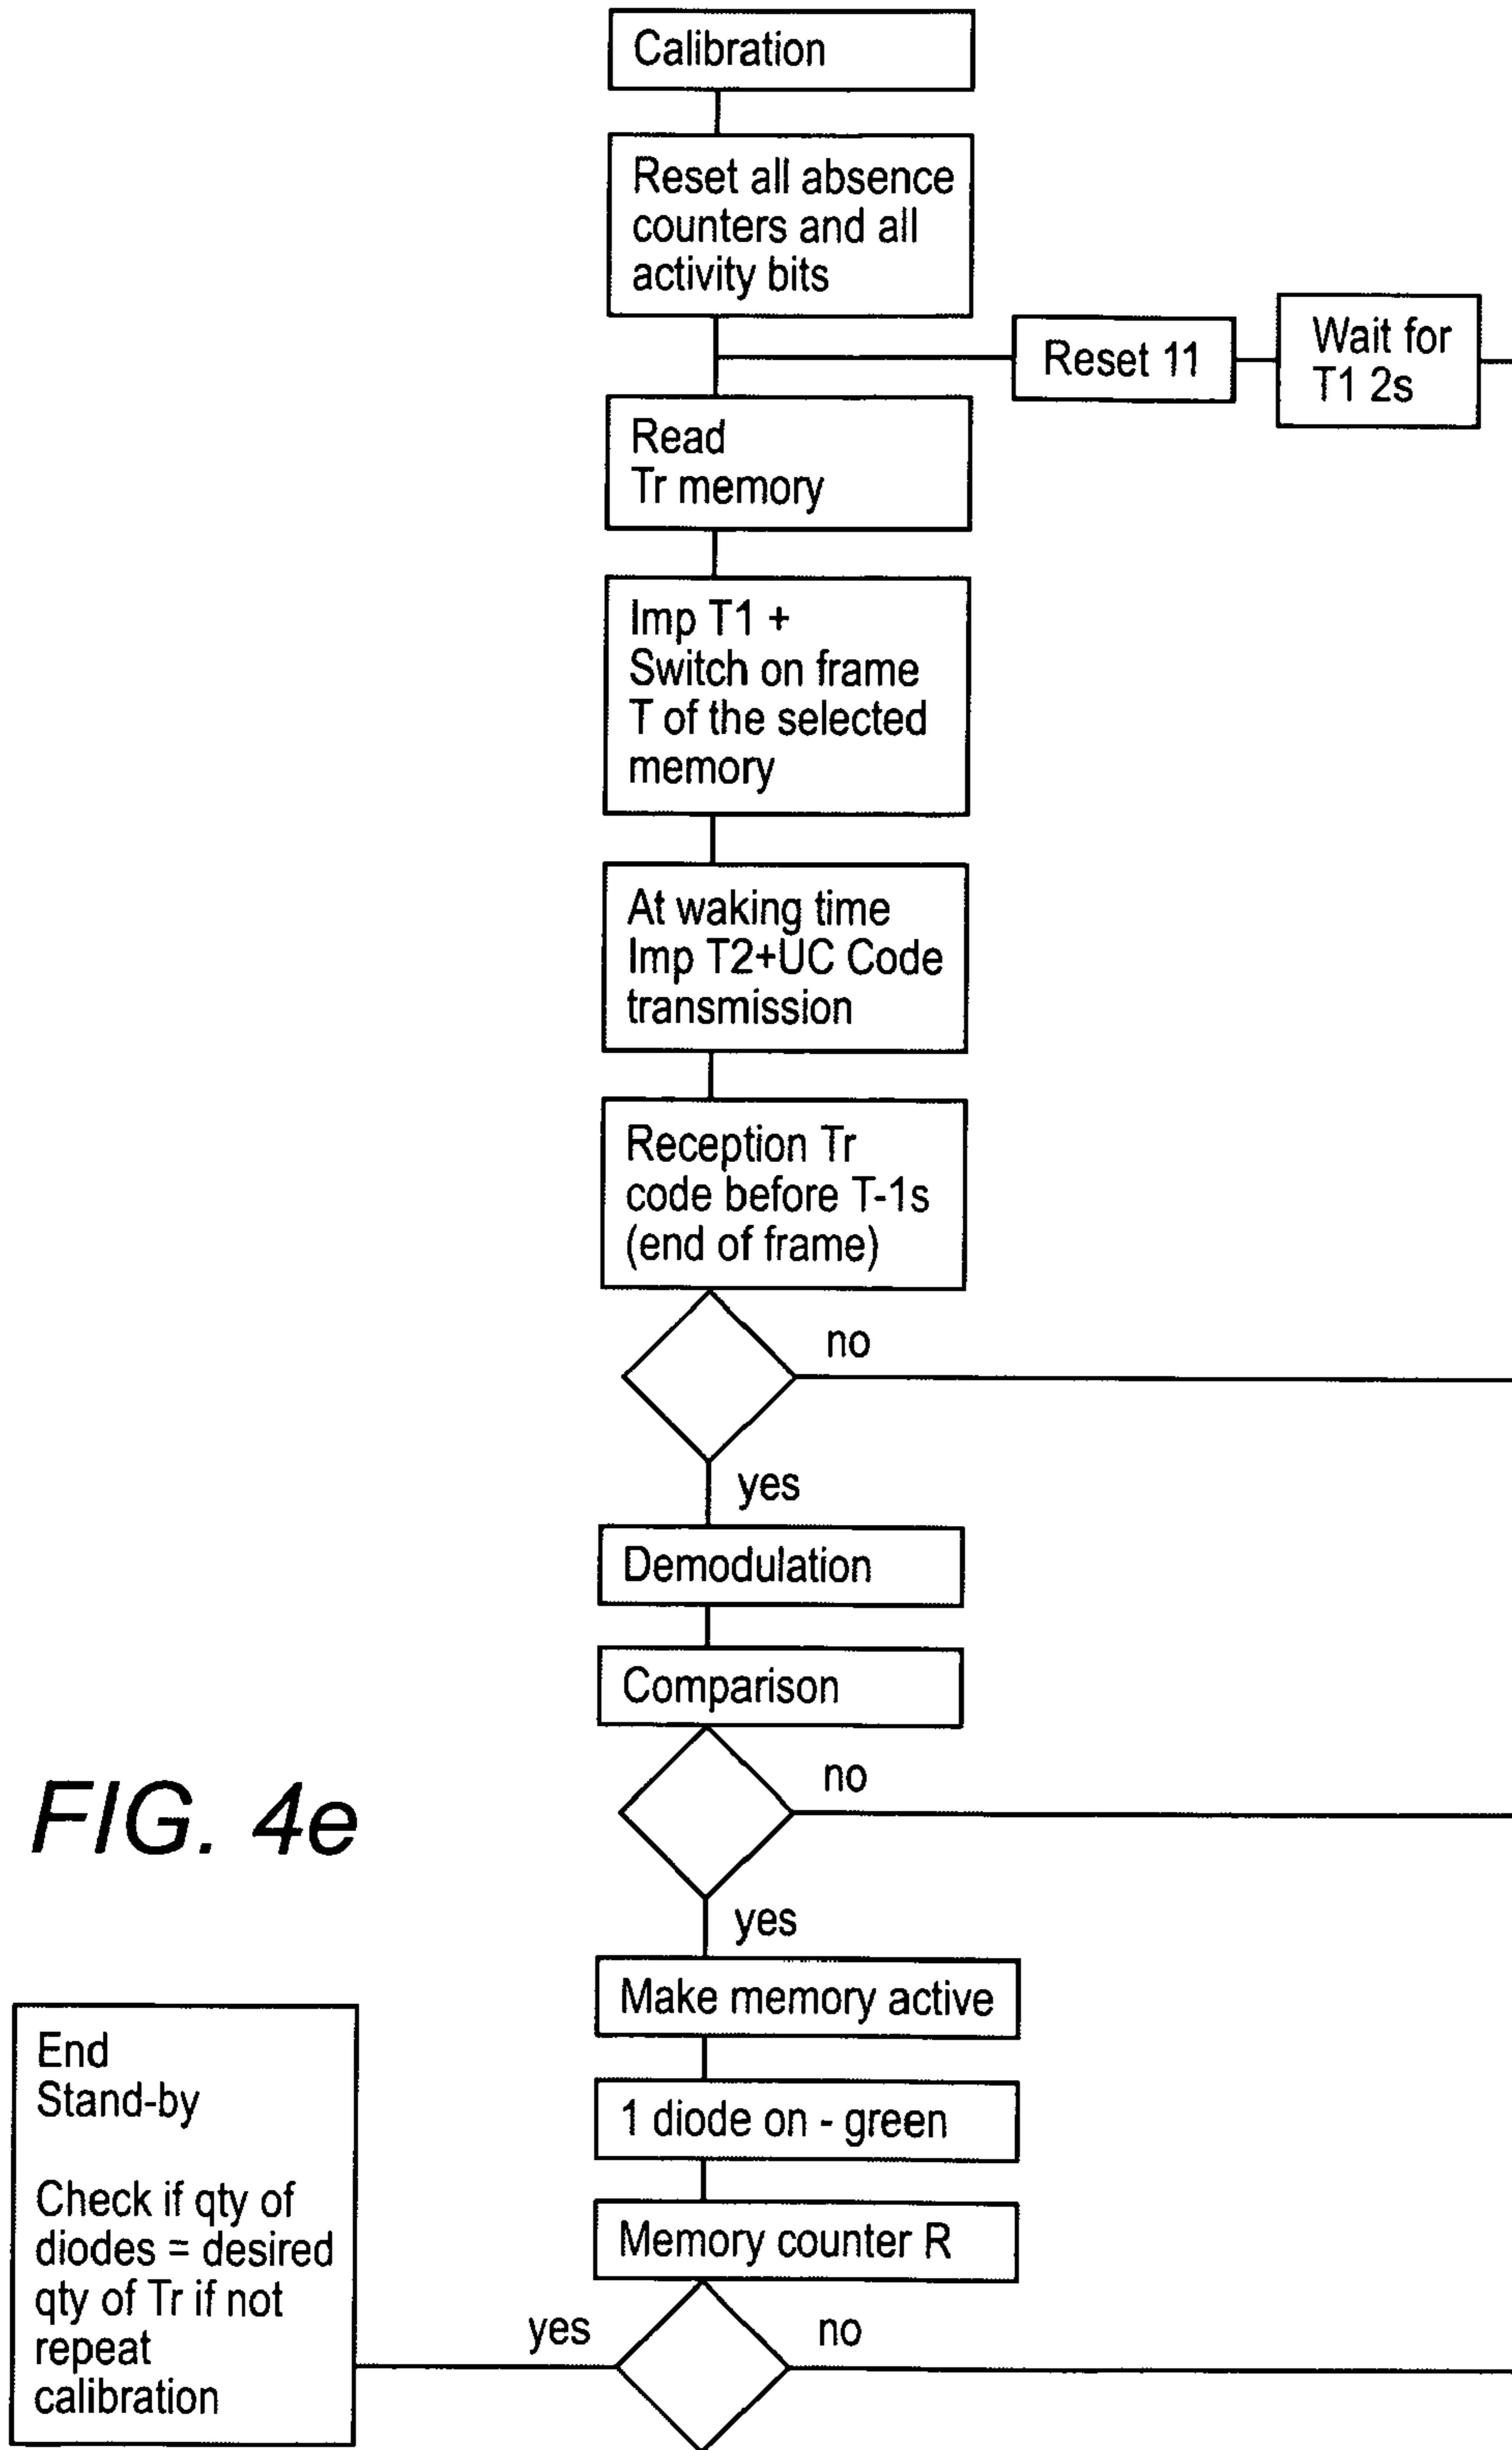 Calibration
Reset all absence
counters and all
activity bits
Reset 11
Wait for
T1 2s
Read
Tr memory
Imp T1 +
Switch on frame
T of the selected
memory
At waking time
Imp T2+UC Code
transmission
Reception Tr
code before T-1s
(end of frame)
no
yes
Demodulation
Comparison
no
FIG. 4e
yes
Make memory active
1 diode on - green
Memory counter R
yes
no
End
Stand-by
Check if qty of
diodes = desired
qty of Tr if not
repeat
calibration